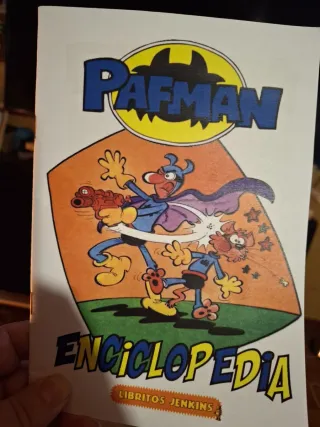 PAFMAN
ENCICLOPEDIA
LIBRITOS JENKINS